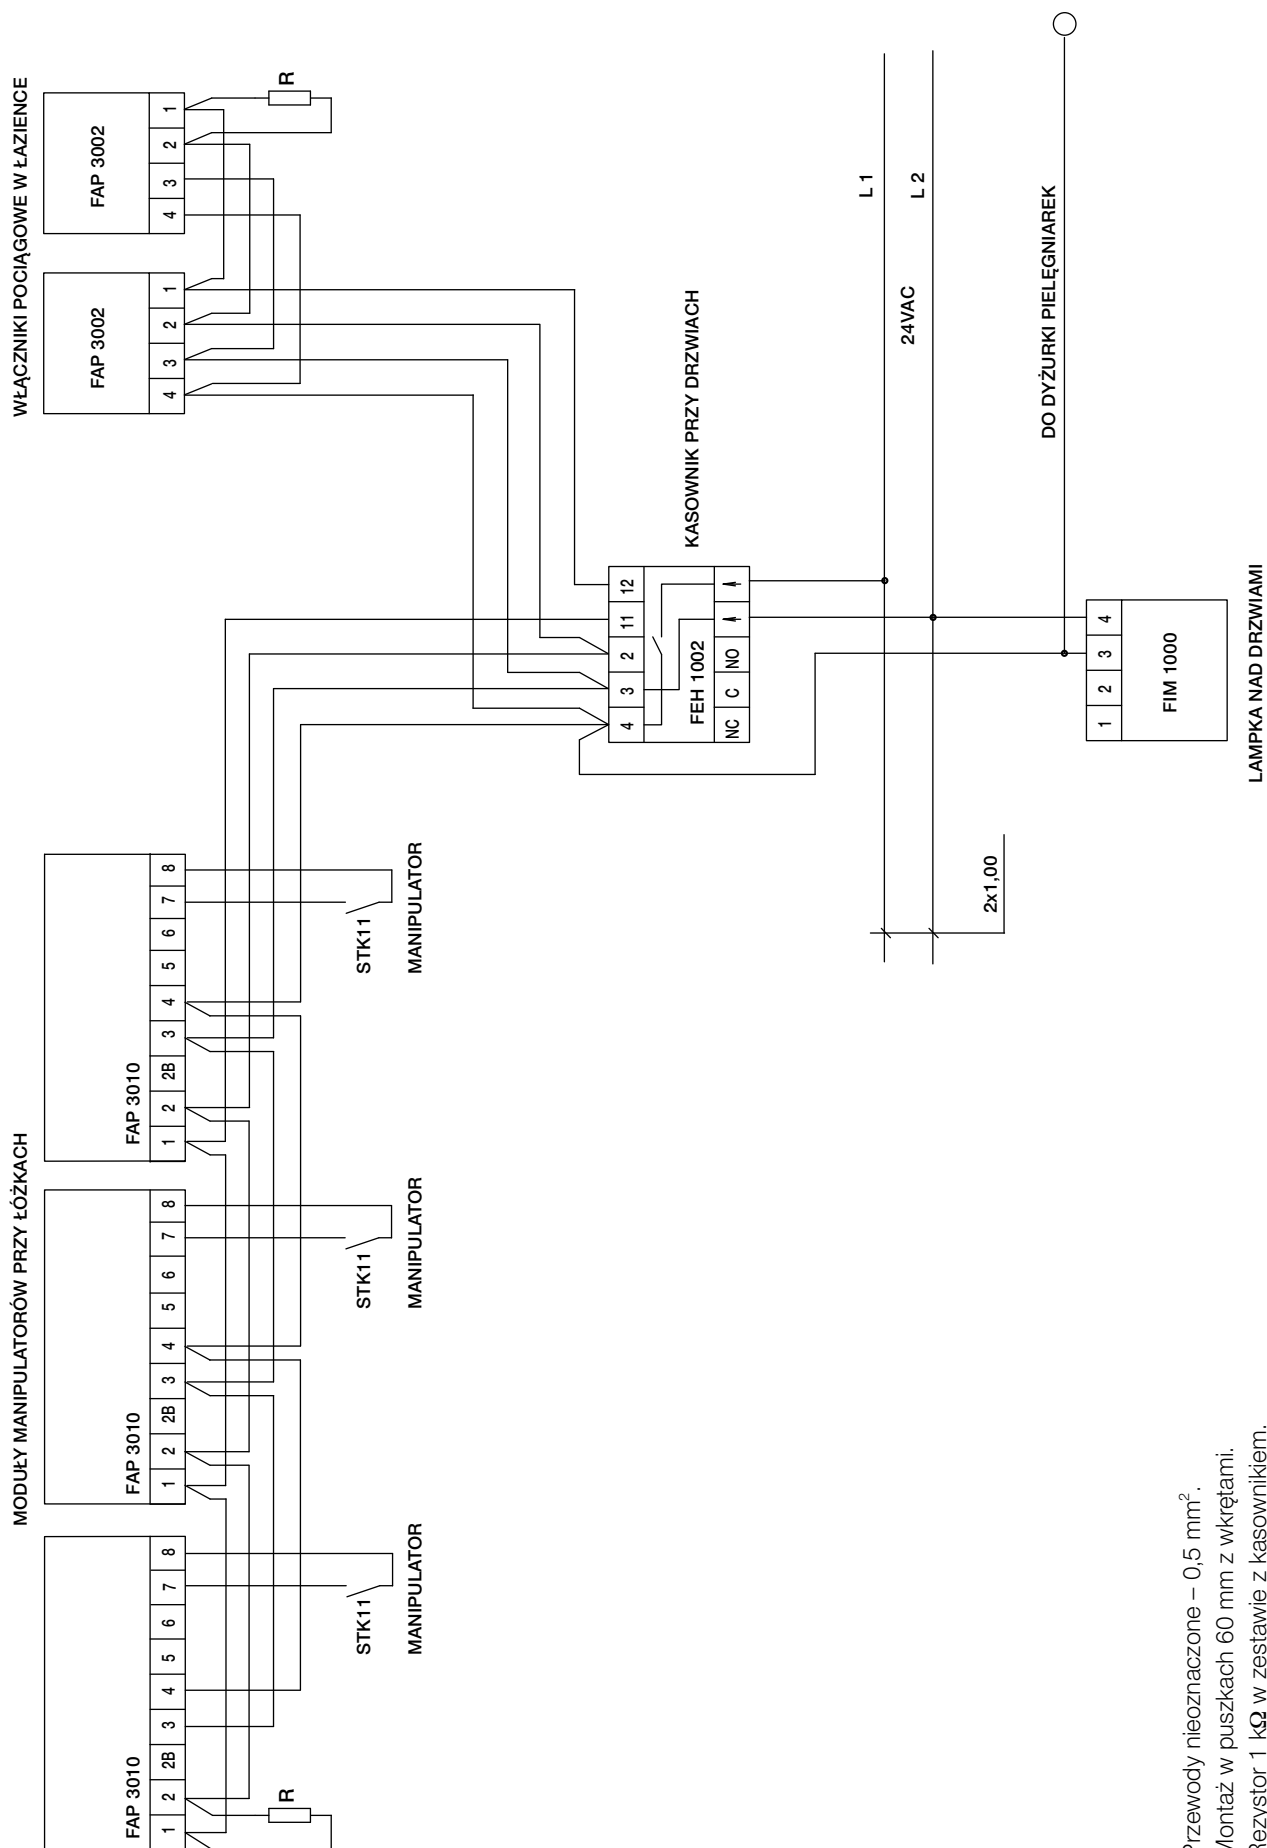 MODUŁY MANIPULATORÓW PRZY ŁÓŻKACH
WŁĄCZNIKI POCIĄGOWE W ŁAZIENCE
FAP 3010
1 2 2B 3 4 5 6 7 8
FAP 3010
1 2 2B 3 4 5 6 7 8
FAP 3010
1 2 2B 3 4 5 6 7 8
FAP 3002
4 3 2 1
FAP 3002
4 3 2 1
R
R
STK11
MANIPULATOR
STK11
MANIPULATOR
STK11
MANIPULATOR
4 3 2 11 12
FEH 1002
NC C NO
KASOWNIK PRZY DRZWIACH
L 1
24VAC
L 2
2x1,00
DO DYŻURKI PIELĘGNIAREK
1 2 3 4
FIM 1000
LAMPKA NAD DRZWIAMI
Przewody nieoznaczone – 0,5 mm².
Montaż w puszkach 60 mm z wkrętami.
Rezystor 1 kΩ w zestawie z kasownikiem.